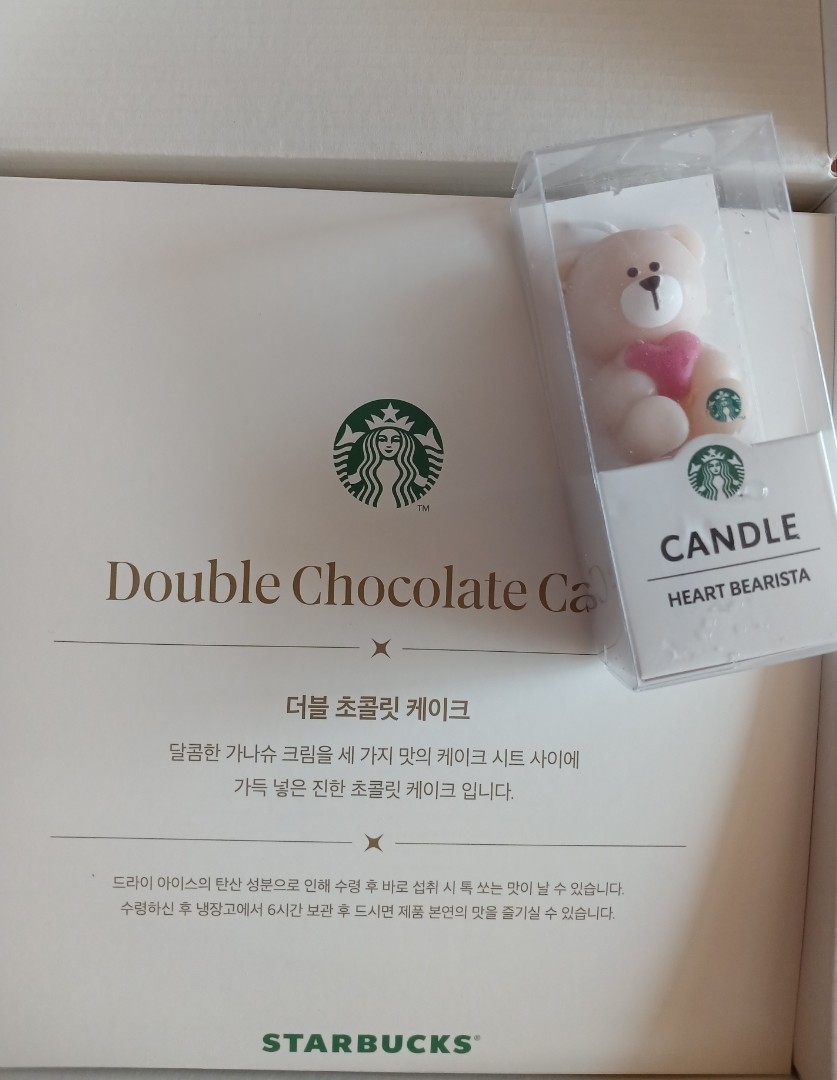 Double Chocolate Ca
더블 초콜릿 케이크
달콤한 가나슈 크림을 세 가지 맛의 케이크 시트 사이에
가득 넣은 진한 초콜릿 케이크 입니다.
드라이 아이스의 탄산 성분으로 인해 수령 후 바로 섭취 시 톡 쏘는 맛이 날 수 있습니다.
수령하신 후 냉장고에서 6시간 보관 후 드시면 제품 본연의 맛을 즐기실 수 있습니다.
STARBUCKS®
TM
CANDLE
HEART BEARISTA